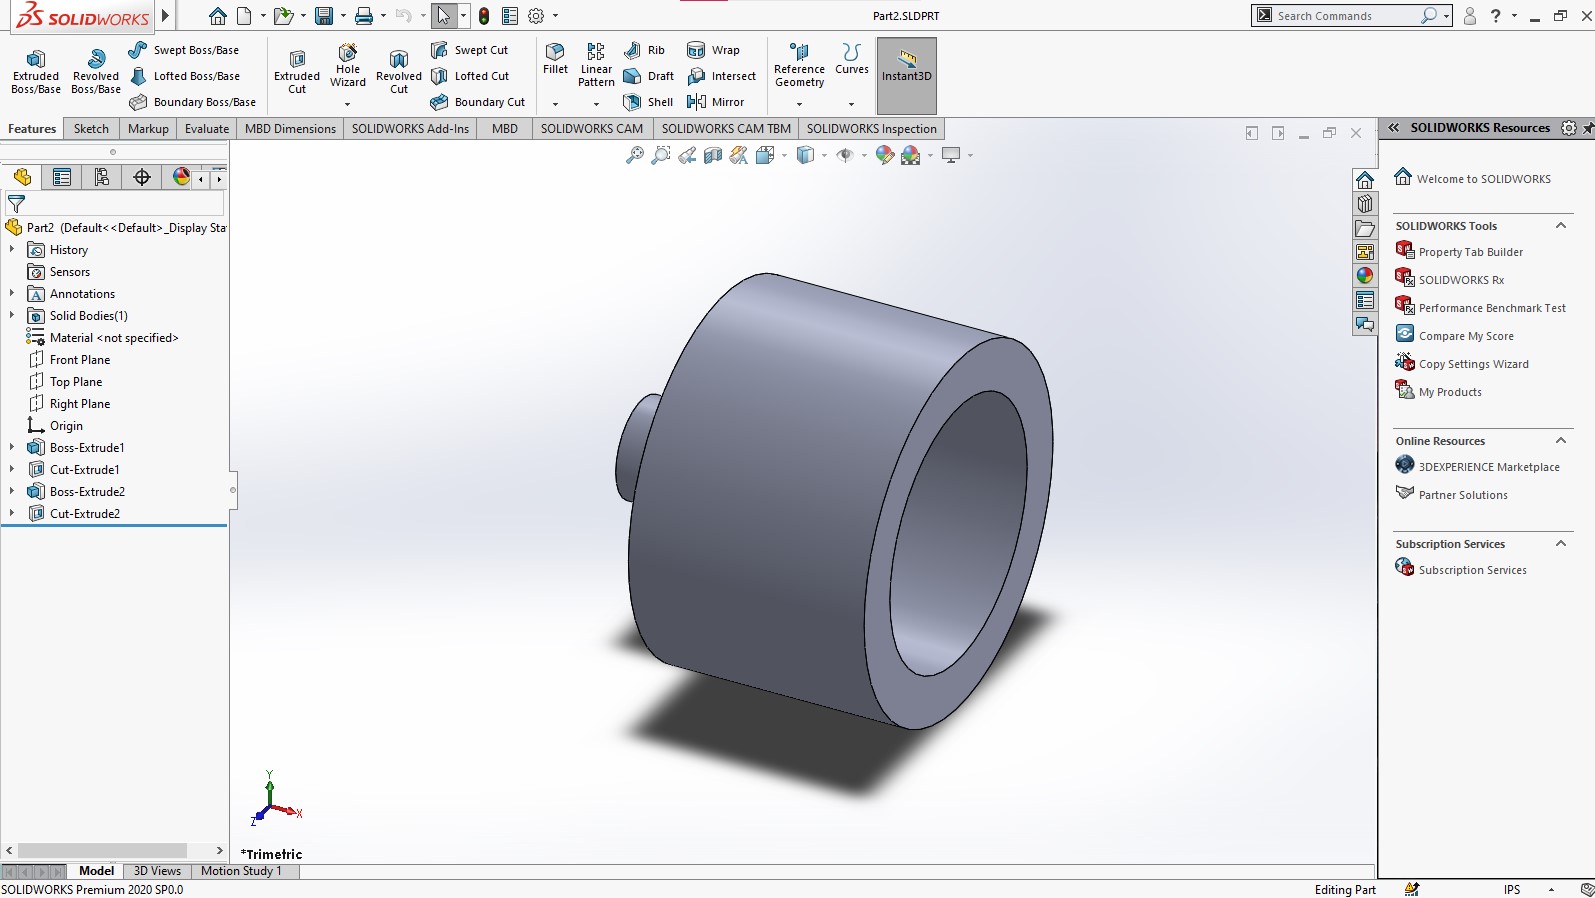 SOLIDWORKS
Part2.SLDPRT
Search Commands
?
Extruded Boss/Base
Revolved Boss/Base
Swept Boss/Base
Lofted Boss/Base
Boundary Boss/Base
Extruded Cut
Hole Wizard
Revolved Cut
Swept Cut
Lofted Cut
Boundary Cut
Fillet
Linear Pattern
Rib
Draft
Shell
Wrap
Intersect
Mirror
Reference Geometry
Curves
Instant3D
Features
Sketch
Markup
Evaluate
MBD Dimensions
SOLIDWORKS Add-Ins
MBD
SOLIDWORKS CAM
SOLIDWORKS CAM TBM
SOLIDWORKS Inspection
Part2 (Default<<Default>_Display Sta
History
Sensors
Annotations
Solid Bodies(1)
Material <not specified>
Front Plane
Top Plane
Right Plane
Origin
Boss-Extrude1
Cut-Extrude1
Boss-Extrude2
Cut-Extrude2
Y
X
Z
*Trimetric
SOLIDWORKS Resources
Welcome to SOLIDWORKS
SOLIDWORKS Tools
Property Tab Builder
SOLIDWORKS Rx
Performance Benchmark Test
Compare My Score
Copy Settings Wizard
My Products
Online Resources
3DEXPERIENCE Marketplace
Partner Solutions
Subscription Services
Subscription Services
Model
3D Views
Motion Study 1
SOLIDWORKS Premium 2020 SP0.0
Editing Part
IPS